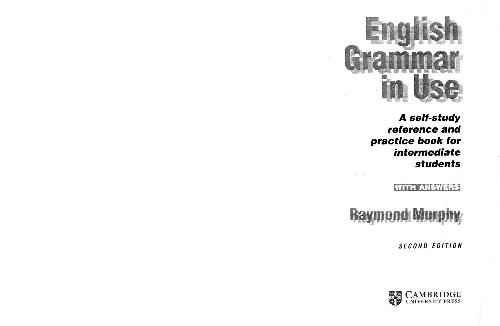 English
Grammar
in Use
A self-study
reference and
practice book for
intermediate
students
WITH ANSWERS
Raymond Murphy
SECOND EDITION
CAMBRIDGE
UNIVERSITY PRESS